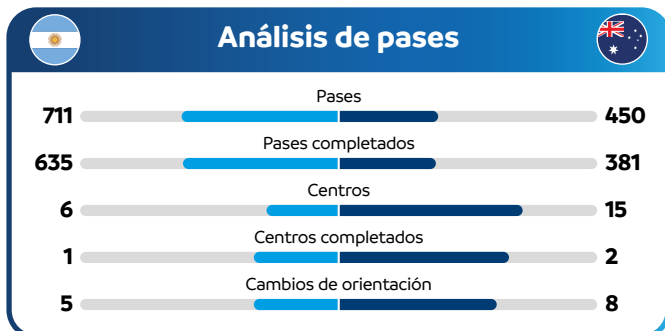 Análisis de pases
Pases
711 450
Pases completados
635 381
Centros
6 15
Centros completados
1 2
Cambios de orientación
5 8